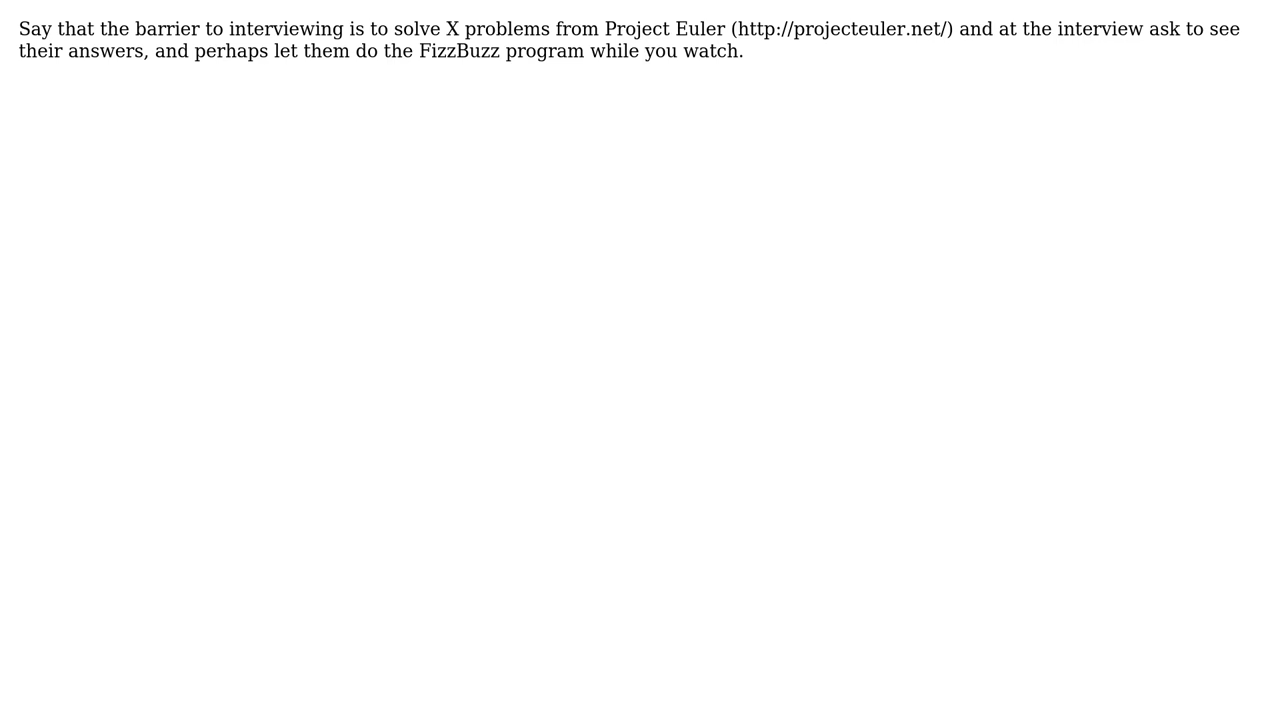 Say that the barrier to interviewing is to solve X problems from Project Euler (http://projecteuler.net/) and at the interview ask to see
their answers, and perhaps let them do the FizzBuzz program while you watch.